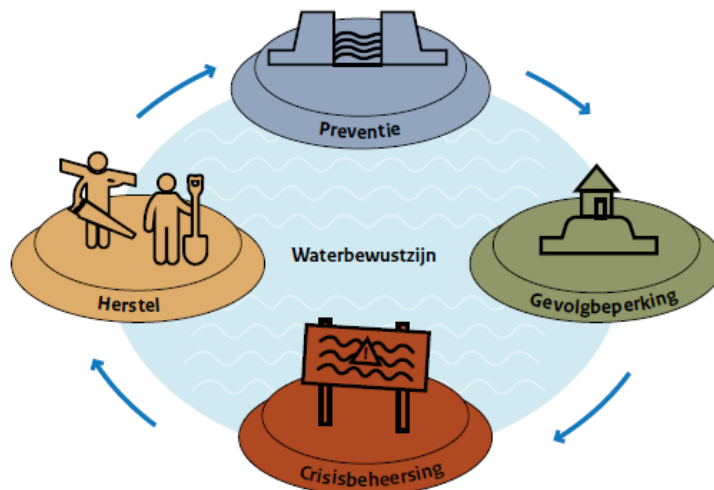 Preventie
Waterbewustzijn
Gevolgbeperking
Herstel
!
Crisisbeheersing